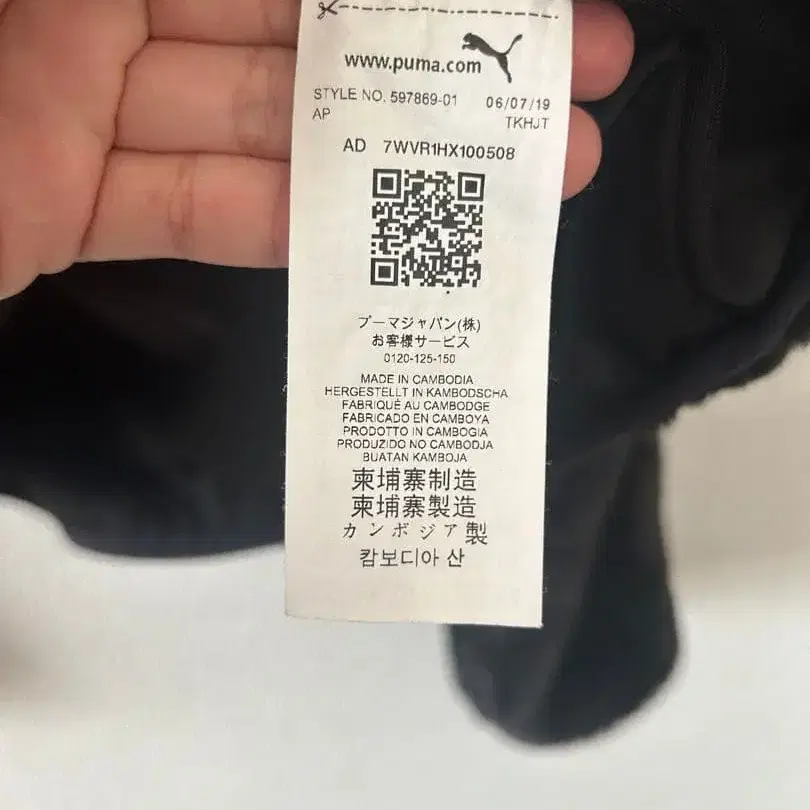 www.puma.com
STYLE NO. 597869-01 06/07/19
AP TKHJT
AD 7WVR1HX100508
プーマジャパン(株)
お客様サービス
0120-125-150
MADE IN CAMBODIA
HERGESTELLT IN KAMBODSCHA
FABRIQUÉ AU CAMBODGE
FABRICADO EN CAMBOYA
PRODOTTO IN CAMBOGIA
PRODUZIDO NO CAMBODJA
BUATAN KAMBOJA
柬埔寨制造
柬埔寨製造
カンボジア製
캄보디아 산